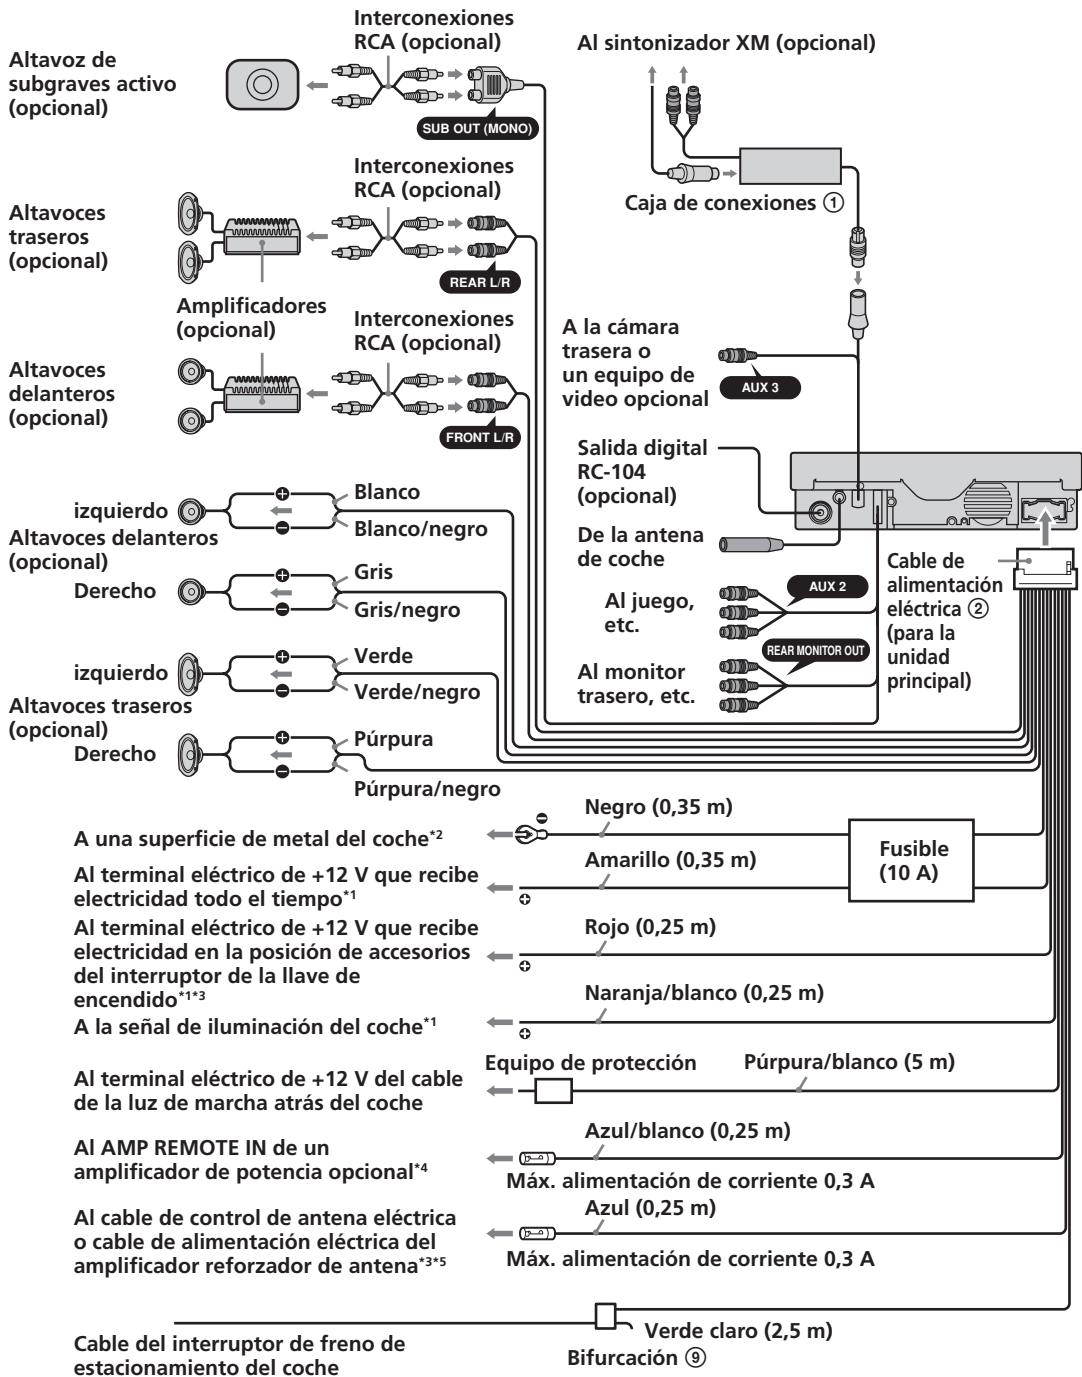 Interconexiones
RCA (opcional)
Altavoz de
subgraves activo
(opcional)
SUB OUT (MONO)
Al sintonizador XM (opcional)
Caja de conexiones ①
Interconexiones
RCA (opcional)
Altavoces
traseros
(opcional)
REAR L/R
Amplificadores
(opcional)
Interconexiones
RCA (opcional)
Altavoces
delanteros
(opcional)
FRONT L/R
A la cámara
trasera o
un equipo de
video opcional
AUX 3
Salida digital
RC-104
(opcional)
De la antena
de coche
Al juego,
etc.
AUX 2
REAR MONITOR OUT
Al monitor
trasero, etc.
Cable de
alimentación
eléctrica ②
(para la
unidad
principal)
izquierdo
Blanco
Blanco/negro
Altavoces delanteros
(opcional)
Derecho
Gris
Gris/negro
izquierdo
Verde
Verde/negro
Altavoces traseros
(opcional)
Derecho
Púrpura
Púrpura/negro
A una superficie de metal del coche*2
Negro (0,35 m)
Fusible
(10 A)
Al terminal eléctrico de +12 V que recibe
electricidad todo el tiempo*1
Amarillo (0,35 m)
Al terminal eléctrico de +12 V que recibe
electricidad en la posición de accesorios
del interruptor de la llave de
encendido*1*3
Rojo (0,25 m)
A la señal de iluminación del coche*1
Naranja/blanco (0,25 m)
Al terminal eléctrico de +12 V del cable
de la luz de marcha atrás del coche
Equipo de protección
Púrpura/blanco (5 m)
Al AMP REMOTE IN de un
amplificador de potencia opcional*4
Azul/blanco (0,25 m)
Máx. alimentación de corriente 0,3 A
Al cable de control de antena eléctrica
o cable de alimentación eléctrica del
amplificador reforzador de antena*3*5
Azul (0,25 m)
Máx. alimentación de corriente 0,3 A
Cable del interruptor de freno de
estacionamiento del coche
Verde claro (2,5 m)
Bifurcación ⑨